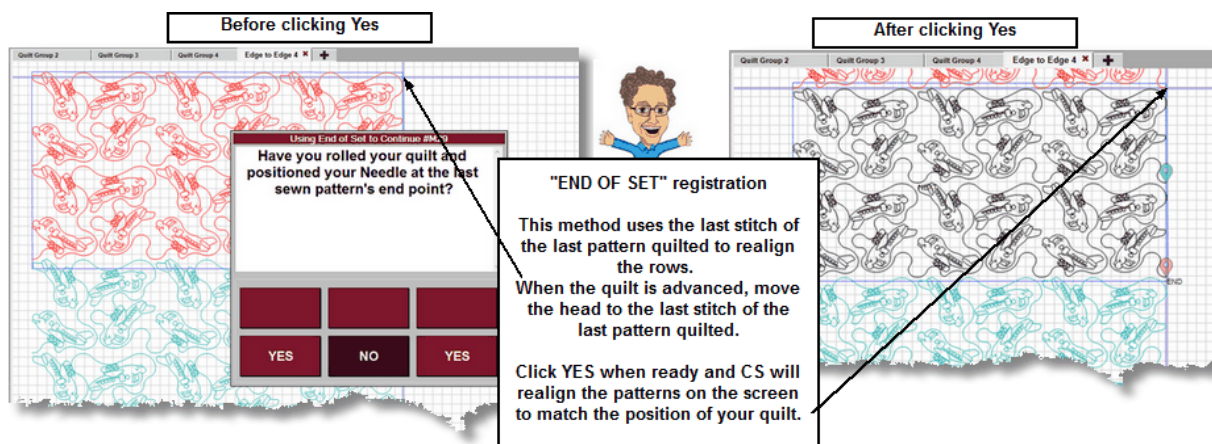 Before clicking Yes
After clicking Yes
Quilt Group 2
Quilt Group 3
Quilt Group 4
Edge to Edge 4
Using End of Set to Continue
Have you rolled your quilt and
positioned your Needle at the last
sewn pattern's end point?
YES
NO
YES
"END OF SET" registration
This method uses the last stitch of
the last pattern quilted to realign
the rows.
When the quilt is advanced, move
the head to the last stitch of the
last pattern quilted.
Click YES when ready and CS will
realign the patterns on the screen
to match the position of your quilt.
Quilt Group 2
Quilt Group 3
Quilt Group 4
Edge to Edge 4
END